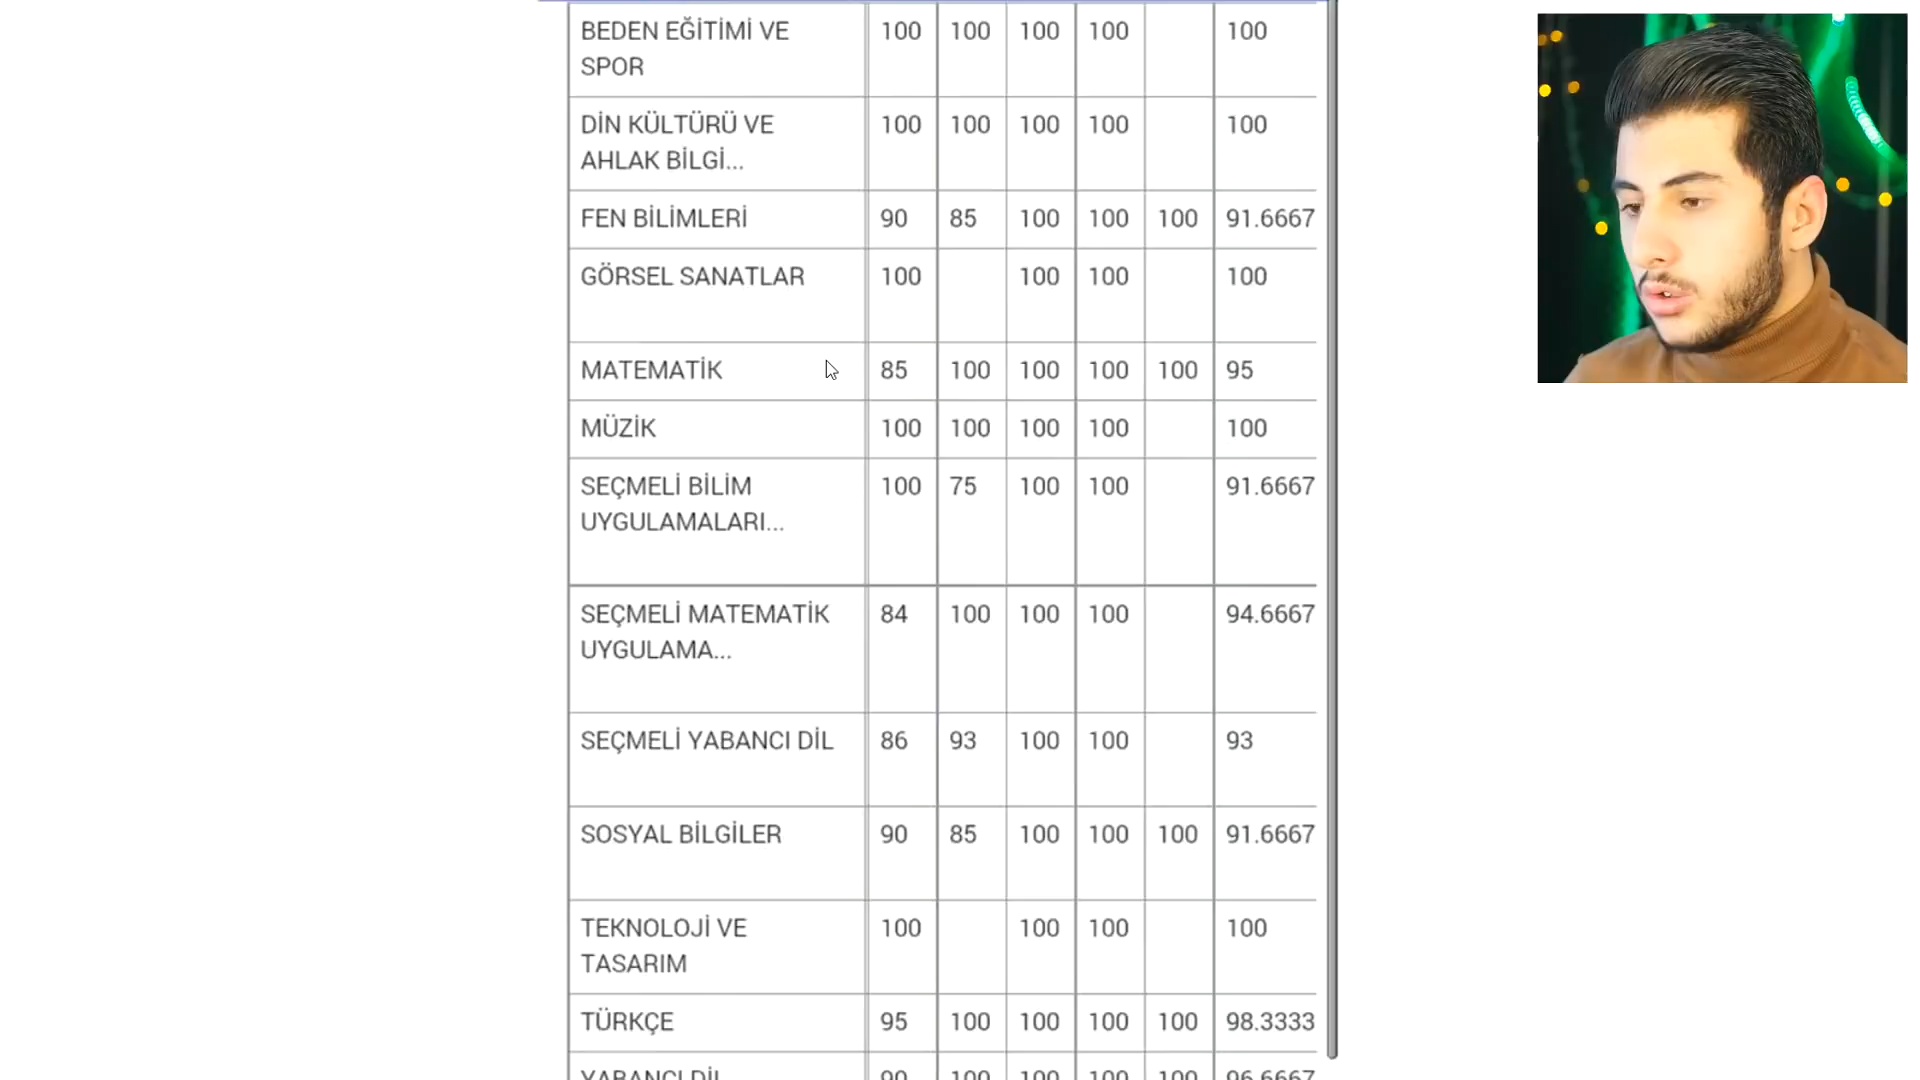 BEDEN EĞİTİMİ VE 100 100 100 100 100
SPOR
DİN KÜLTÜRÜ VE 100 100 100 100 100
AHLAK BİLGİ...
FEN BİLİMLERİ 90 85 100 100 100 91.6667
GÖRSEL SANATLAR 100 100 100 100
MATEMATİK 85 100 100 100 100 95
MÜZİK 100 100 100 100 100
SEÇMELİ BİLİM 100 75 100 100 91.6667
UYGULAMALARI...
SEÇMELİ MATEMATİK 84 100 100 100 94.6667
UYGULAMA...
SEÇMELİ YABANCI DİL 86 93 100 100 93
SOSYAL BİLGİLER 90 85 100 100 100 91.6667
TEKNOLOJİ VE 100 100 100 100
TASARIM
TÜRKÇE 95 100 100 100 100 98.3333
YABANCI DİL 90 100 100 100 100 96.6667